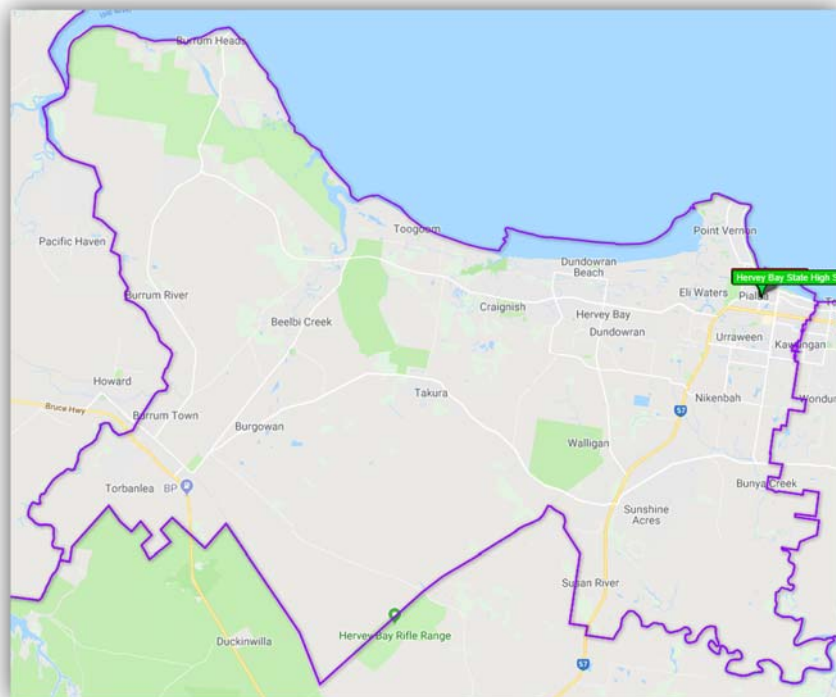 Burrum Heads
Pacific Haven
Toogoom
Point Vernon
Dundowran
Beach
Hervey Bay State High S
Eli Waters
Pialba
Burrum River
Craignish
Hervey Bay
Beelbi Creek
Dundowran
Urraween
Kawungan
Howard
Takura
Nikenbah
Bruce Hwy
57
Burrum Town
Burgowan
Walligan
Torbanlea
BP
Bunya Creek
Sunshine
Acres
Susan River
Hervey Bay Rifle Range
Duckinwilla
57